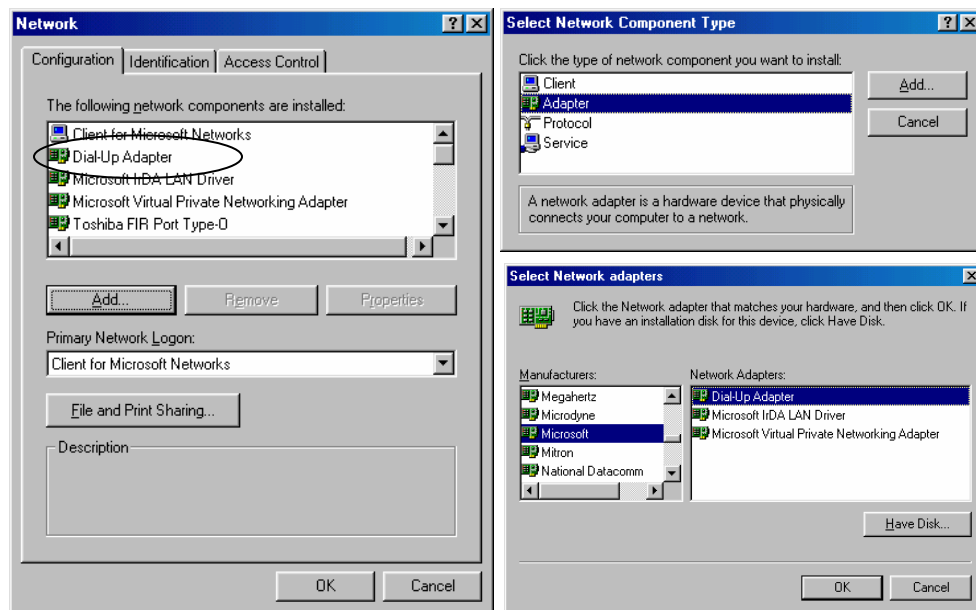 Network
Configuration Identification Access Control
The following network components are installed:
Client for Microsoft Networks
Dial-Up Adapter
Microsoft IrDA LAN Driver
Microsoft Virtual Private Networking Adapter
Toshiba FIR Port Type-O
Add... Remove Properties
Primary Network Logon:
Client for Microsoft Networks
File and Print Sharing...
Description
OK Cancel
Select Network Component Type
Click the type of network component you want to install:
Client
Adapter
Protocol
Service
Add...
Cancel
A network adapter is a hardware device that physically
connects your computer to a network.
Select Network adapters
Click the Network adapter that matches your hardware, and then click OK. If
you have an installation disk for this device, click Have Disk.
Manufacturers:
Megahertz
Microdyne
Microsoft
Mitron
National Datacomm
Network Adapters:
Dial-Up Adapter
Microsoft IrDA LAN Driver
Microsoft Virtual Private Networking Adapter
Have Disk...
OK Cancel